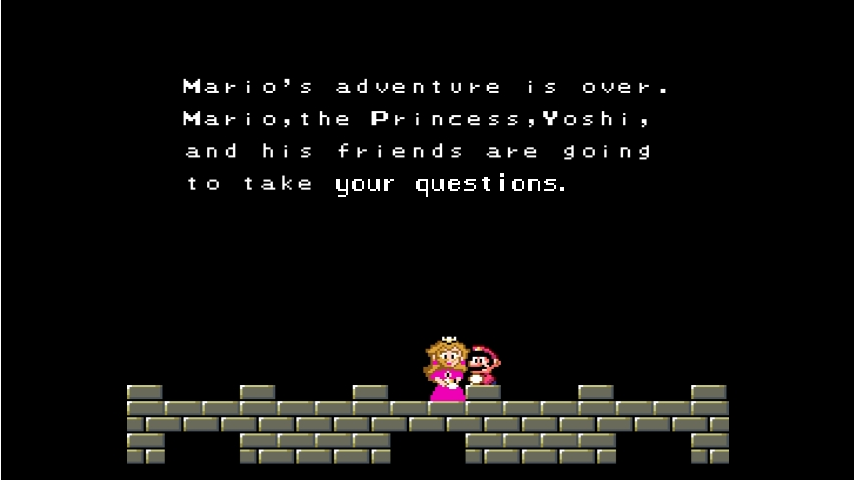 Mario's adventure is over.
Mario,the Princess,Yoshi,
and his friends are going
to take your questions.